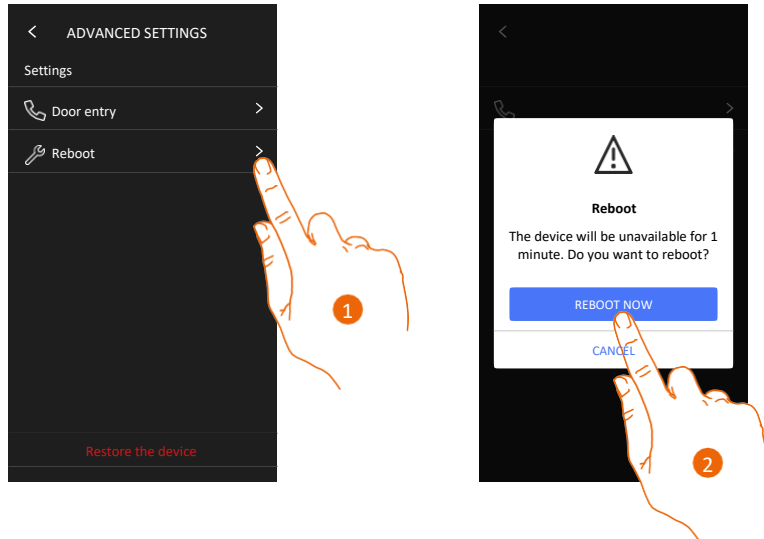 ADVANCED SETTINGS
Settings
Door entry
Reboot
1
Restore the device
Reboot
The device will be unavailable for 1
minute. Do you want to reboot?
REBOOT NOW
CANCEL
2